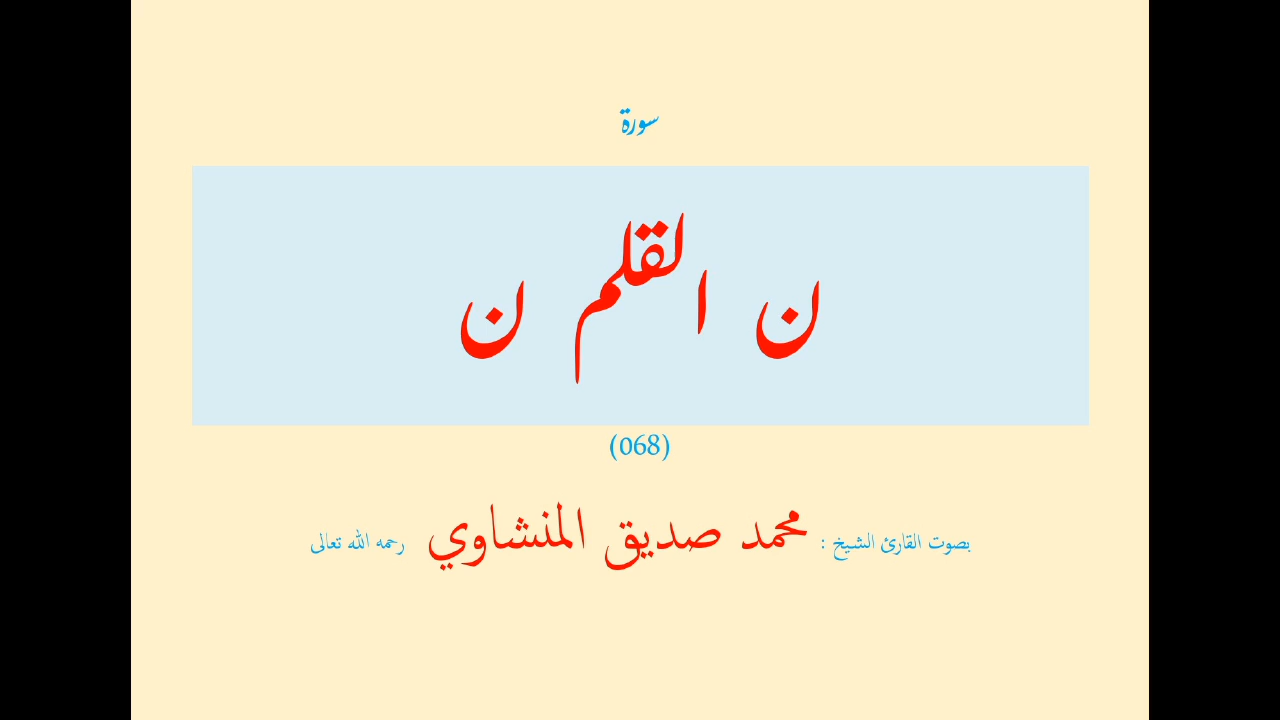 سورة
ن القلم ن
(068)
بصوت القارئ الشيخ : محمد صديق المنشاوي رحمه الله تعالى